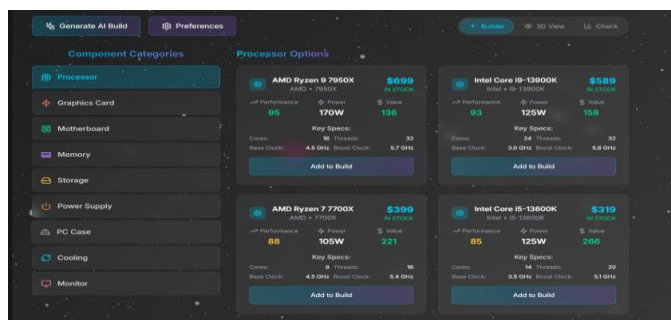 Generate AI Build
Preferences
+ Builder
3D View
Check
Component Categories
Processor
Graphics Card
Motherboard
Memory
Storage
Power Supply
PC Case
Cooling
Monitor
Processor Options
AMD Ryzen 9 7950X $699
AMD • 7950X IN STOCK
Performance Power $ Value
95 170W 136
Key Specs:
Cores: 16 Threads: 32
Base Clock: 4.5 GHz Boost Clock: 5.7 GHz
Add to Build
Intel Core i9-13900K $589
Intel • i9-13900K IN STOCK
Performance Power $ Value
93 125W 158
Key Specs:
Cores: 24 Threads: 32
Base Clock: 3.0 GHz Boost Clock: 5.8 GHz
Add to Build
AMD Ryzen 7 7700X $399
AMD • 7700X IN STOCK
Performance Power $ Value
88 105W 221
Key Specs:
Cores: 8 Threads: 16
Base Clock: 4.5 GHz Boost Clock: 5.4 GHz
Add to Build
Intel Core i5-13600K $319
Intel • i5-13600K IN STOCK
Performance Power $ Value
85 125W 266
Key Specs:
Cores: 14 Threads: 20
Base Clock: 3.5 GHz Boost Clock: 5.1 GHz
Add to Build